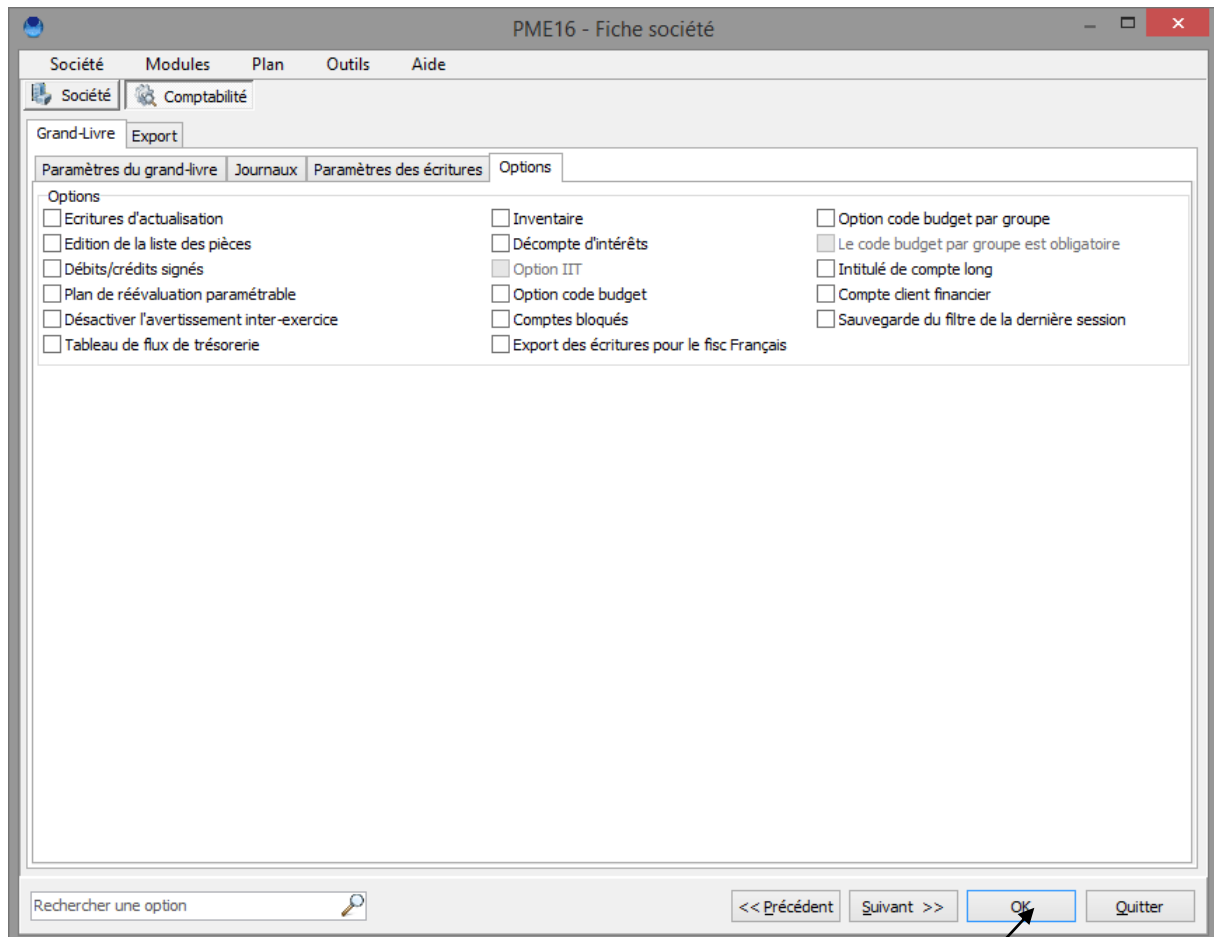 PME16 - Fiche société
Société Modules Plan Outils Aide
Société Comptabilité
Grand-Livre Export
Paramètres du grand-livre Journaux Paramètres des écritures Options
Options
Ecritures d'actualisation Inventaire Option code budget par groupe
Edition de la liste des pièces Décompte d'intérêts Le code budget par groupe est obligatoire
Débits/crédits signés Option IIT Intitulé de compte long
Plan de réévaluation paramétrable Option code budget Compte client financier
Désactiver l'avertissement inter-exercice Comptes bloqués Sauvegarde du filtre de la dernière session
Tableau de flux de trésorerie Export des écritures pour le fisc Français
Rechercher une option << Précédent Suivant >> OK Quitter